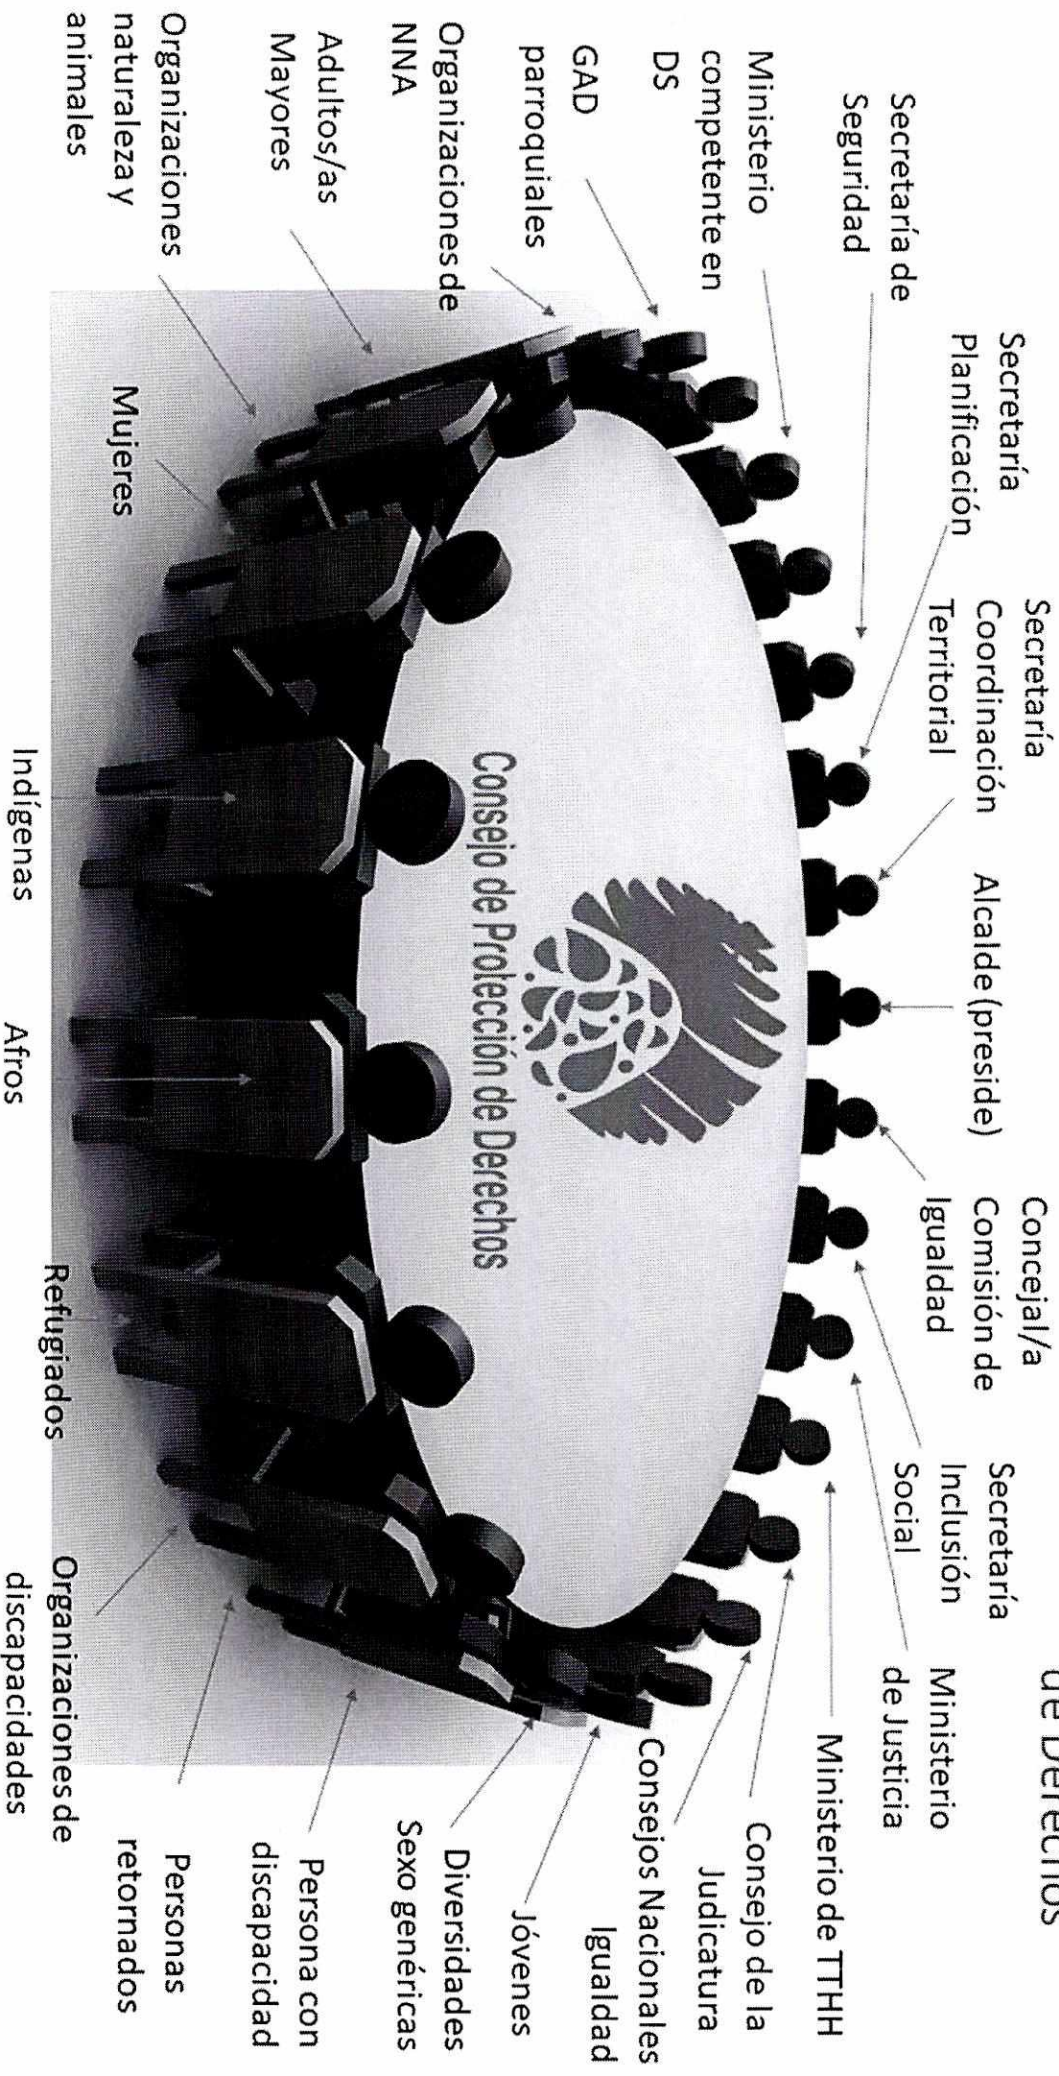 de Derechos
Secretaría
Planificación
Secretaría
Coordinación
Territorial
Alcalde (preside)
Concejal/a
Comisión de
Igualdad
Secretaría
Inclusión
Social
Ministerio
de Justicia
Secretaría de
Seguridad
Ministerio de TTHH
Ministerio
competente en
DS
Consejo de la
Judicatura
GAD
parroquiales
Consejos Nacionales
Igualdad
Organizaciones de
NNA
Jóvenes
Adultos/as
Mayores
Diversidades
Sexo genéricas
Organizaciones
naturaleza y
animales
Persona con
discapacidad
Mujeres
Personas
retornados
Indígenas
Afros
Refugiados
Organizaciones de
discapacidades
Consejo de Protección de Derechos